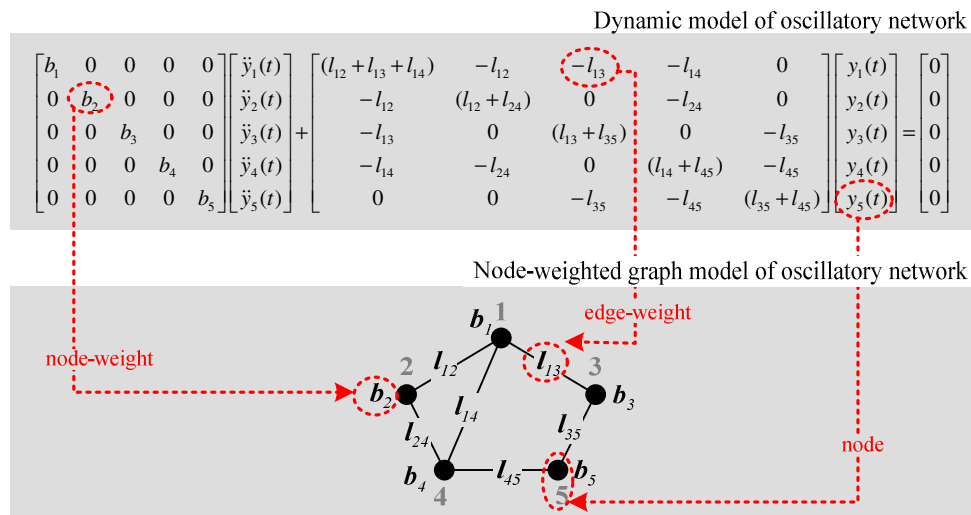 Dynamic model of oscillatory network
[b₁ 0 0 0 0] [ÿ₁(t)] [(l₁₂+l₁₃+l₁₄) −l₁₂ −l₁₃ −l₁₄ 0] [y₁(t)] [0]
[0 b₂ 0 0 0] [ÿ₂(t)] [−l₁₂ (l₁₂+l₂₄) 0 −l₂₄ 0] [y₂(t)] [0]
[0 0 b₃ 0 0] [ÿ₃(t)] + [−l₁₃ 0 (l₁₃+l₃₅) 0 −l₃₅] [y₃(t)] = [0]
[0 0 0 b₄ 0] [ÿ₄(t)] [−l₁₄ −l₂₄ 0 (l₁₄+l₄₅) −l₄₅] [y₄(t)] [0]
[0 0 0 0 b₅] [ÿ₅(t)] [0 0 −l₃₅ −l₄₅ (l₃₅+l₄₅)] [y₅(t)] [0]
Node-weighted graph model of oscillatory network
edge-weight
node-weight
node
1
b₁
2
b₂
3
b₃
4
b₄
5
b₅
l₁₂
l₁₃
l₁₄
l₂₄
l₃₅
l₄₅